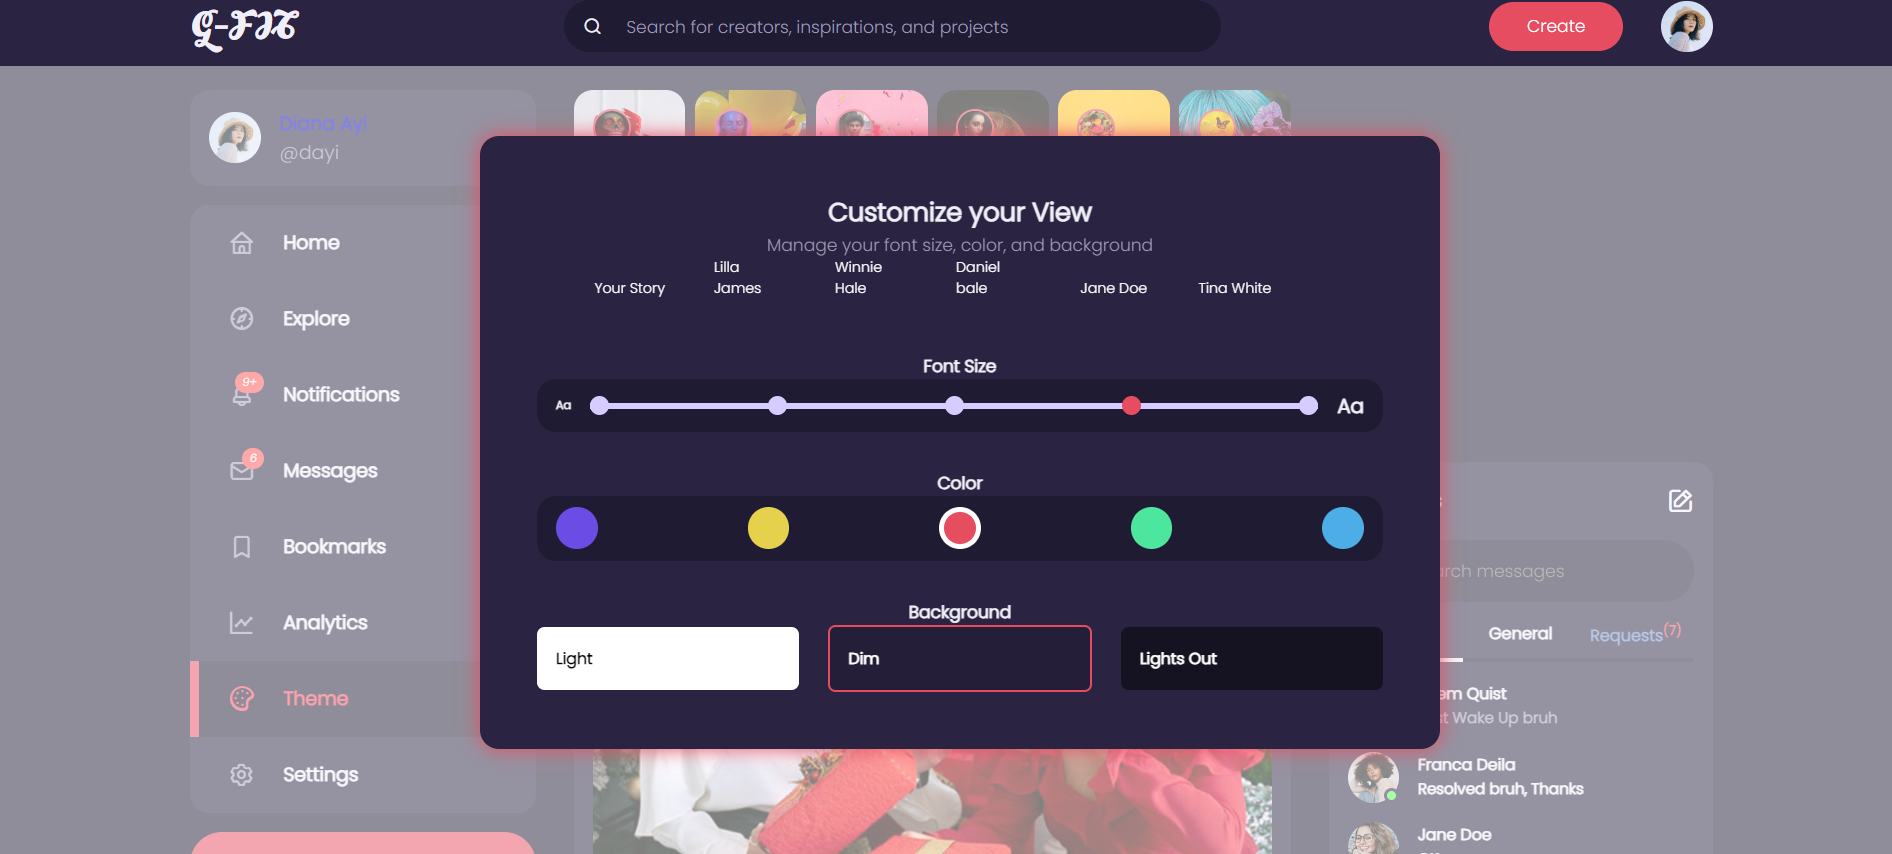 G-FIT
Search for creators, inspirations, and projects
Create
Diana Ayi
@dayi
Home
Explore
9+
Notifications
6
Messages
Bookmarks
Analytics
Theme
Settings
Customize your View
Manage your font size, color, and background
Your Story
Lilla
James
Winnie
Hale
Daniel
bale
Jane Doe
Tina White
Font Size
Aa
Aa
Color
Background
Light
Dim
Lights Out
messages
General
Requests(7)
Quist
Wake Up bruh
Franca Deila
Resolved bruh, Thanks
Jane Doe